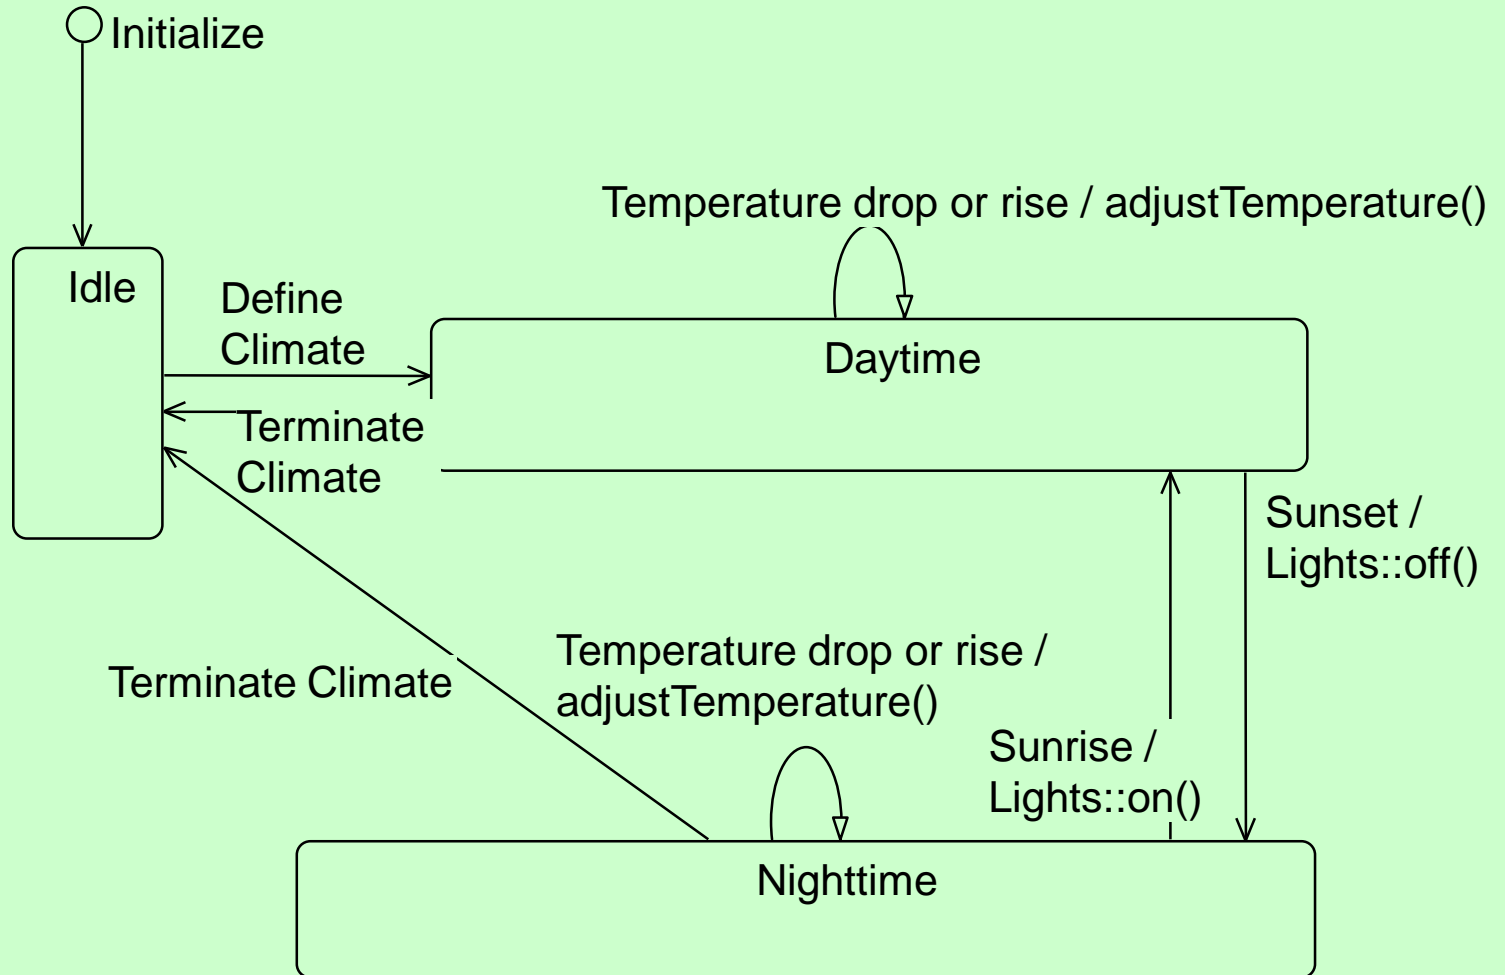 Initialize
Temperature drop or rise / adjustTemperature()
Idle
Define
Climate
Daytime
Terminate
Climate
Sunset /
Lights::off()
Temperature drop or rise /
adjustTemperature()
Terminate Climate
Sunrise /
Lights::on()
Nighttime